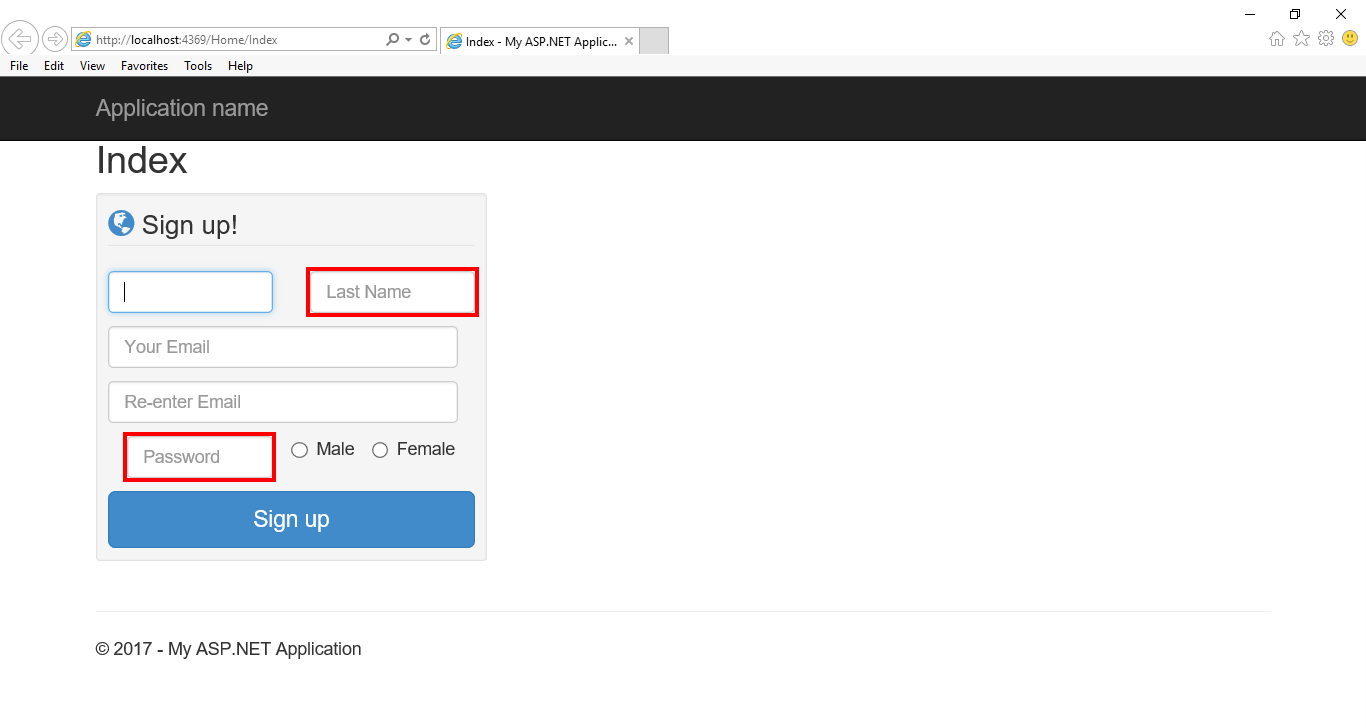 http://localhost:4369/Home/Index
Index - My ASP.NET Applic...
File Edit View Favorites Tools Help
Application name
Index
Sign up!
Last Name
Your Email
Re-enter Email
Password Male Female
Sign up
© 2017 - My ASP.NET Application